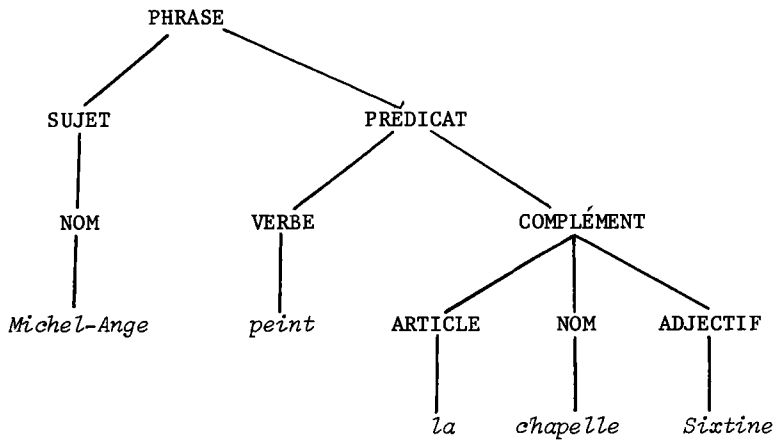 PHRASE
SUJET PRÉDICAT
NOM VERBE COMPLÉMENT
Michel-Ange peint ARTICLE NOM ADJECTIF
la chapelle Sixtine